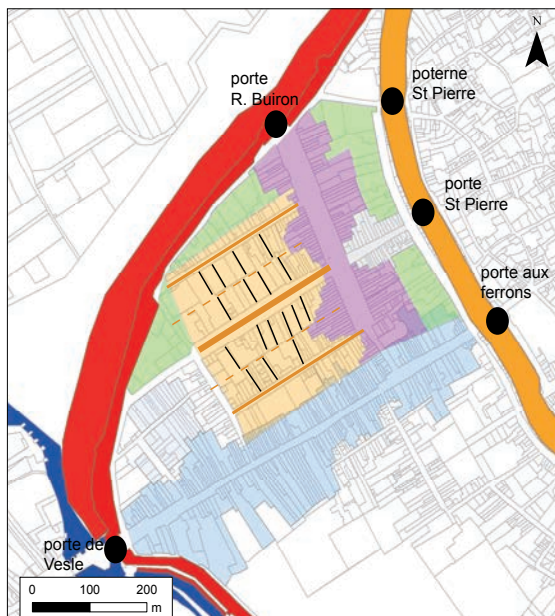 N
porte
R. Buiron
poterne
St Pierre
porte
St Pierre
porte aux
ferrons
porte de
Vesle
0 100 200
m